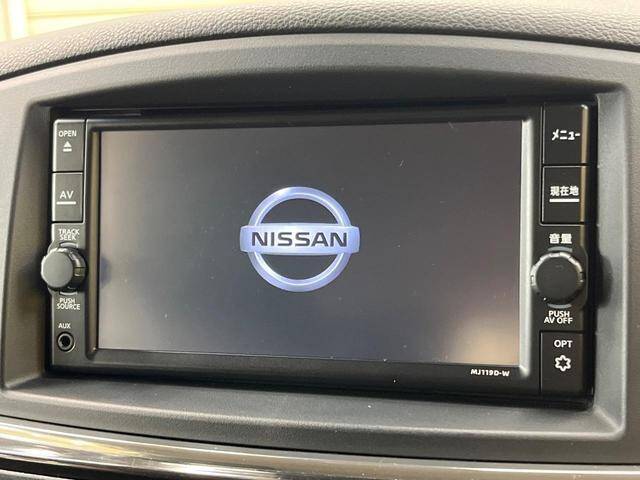 OPEN
AV
TRACK
SEEK
PUSH
SOURCE
AUX
NISSAN
MJ119D-W
メニュー
現在地
音量
PUSH
AV OFF
OPT